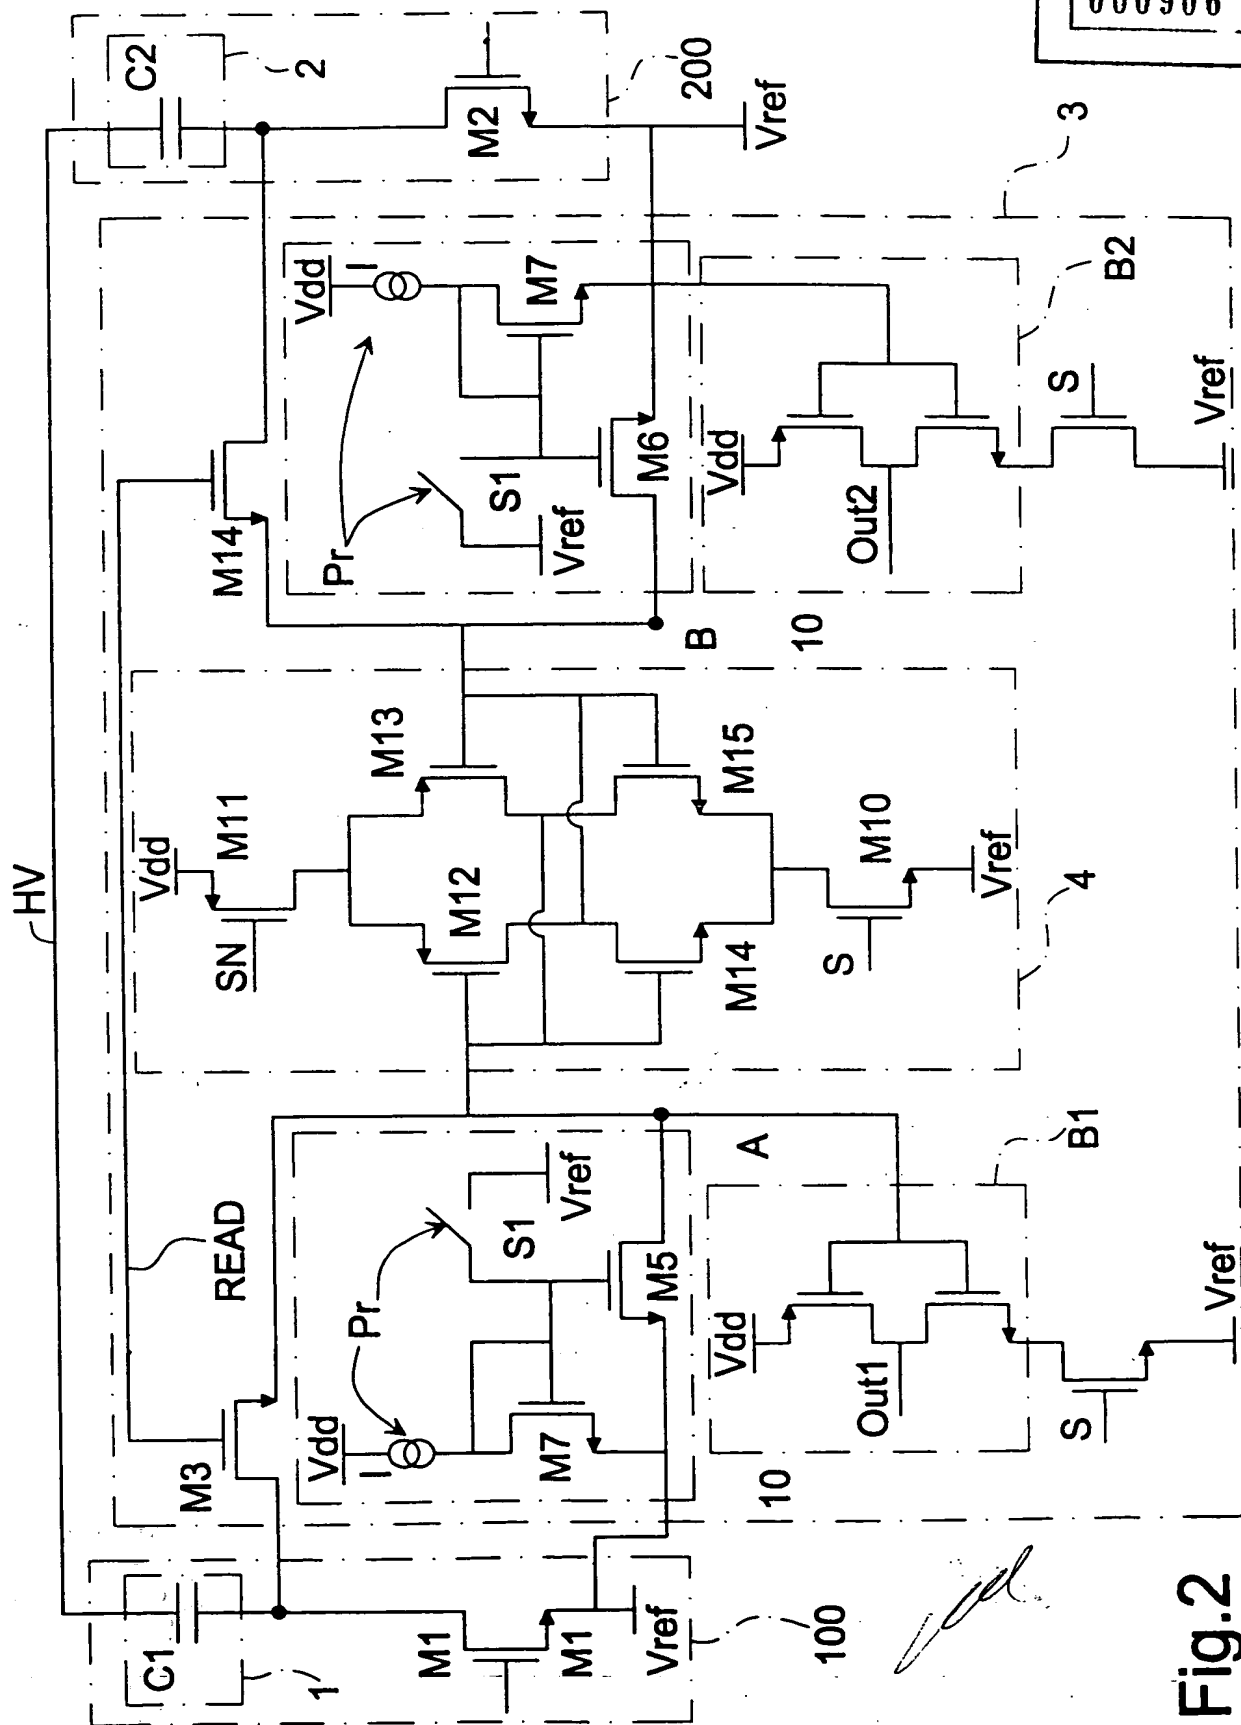 HV
READ
C1
1
M1
M1
Vref
100
M3
Vdd
I
Pr
M7
S1
Vref
M5
10
A
Vdd
Out1
B1
S
Vref
Vdd
M11
SN
M12
M13
M14
M15
S
M10
Vref
4
M14
B
Vdd
I
Pr
M7
S1
Vref
M6
10
Vdd
Out2
B2
S
Vref
3
C2
2
M2
200
Vref
000906
Fig.2